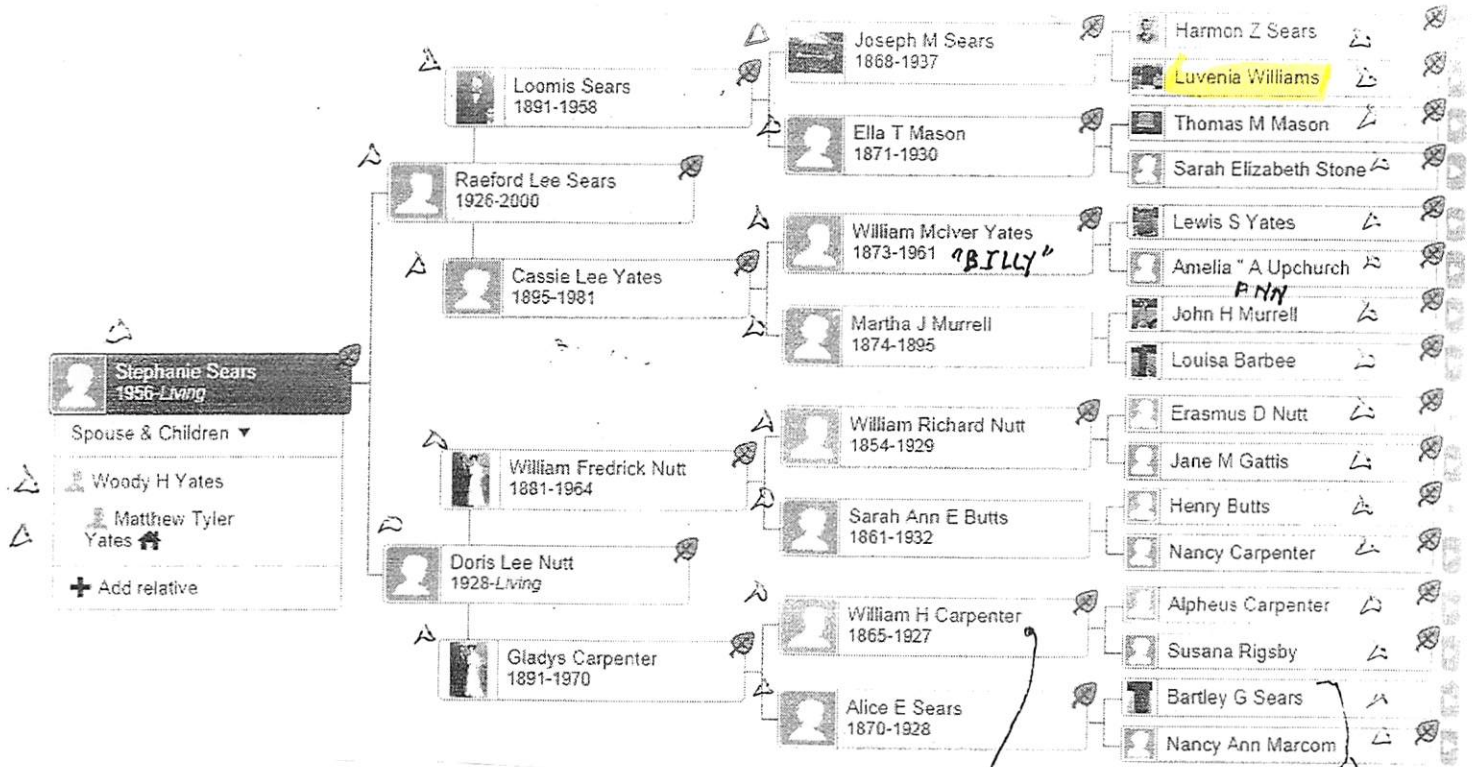 Stephanie Sears
1956-Living
Spouse & Children ▼
Woody H Yates
Matthew Tyler
Yates
+ Add relative
Raeford Lee Sears
1926-2000
Doris Lee Nutt
1928-Living
Loomis Sears
1891-1958
Cassie Lee Yates
1895-1981
William Fredrick Nutt
1881-1964
Gladys Carpenter
1891-1970
Joseph M Sears
1868-1937
Ella T Mason
1871-1930
William McIver Yates
1873-1961 "BILLY"
Martha J Murrell
1874-1895
William Richard Nutt
1854-1929
Sarah Ann E Butts
1861-1932
William H Carpenter
1865-1927
Alice E Sears
1870-1928
Harmon Z Sears
Luvenia Williams
Thomas M Mason
Sarah Elizabeth Stone
Lewis S Yates
Amelia " A Upchurch
ANN
John H Murrell
Louisa Barbee
Erasmus D Nutt
Jane M Gattis
Henry Butts
Nancy Carpenter
Alpheus Carpenter
Susana Rigsby
Bartley G Sears
Nancy Ann Marcom